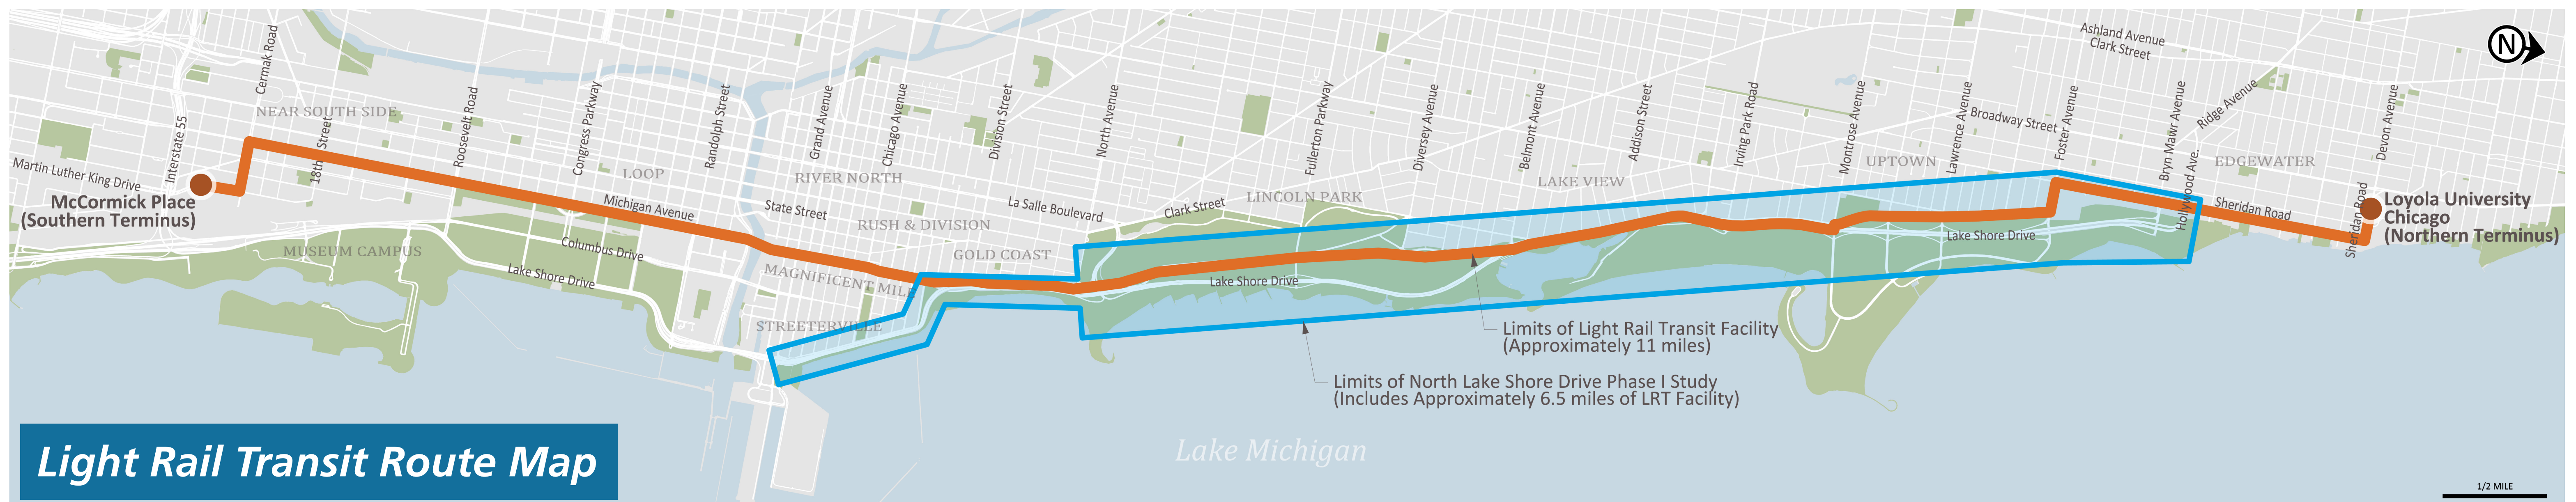 Cermak Road
NEAR SOUTH SIDE
Interstate 55
Martin Luther King Drive
McCormick Place
(Southern Terminus)
18th Street
Roosevelt Road
MUSEUM CAMPUS
Congress Parkway
LOOP
Michigan Avenue
Columbus Drive
Lake Shore Drive
Randolph Street
State Street
Grand Avenue
RIVER NORTH
Chicago Avenue
RUSH & DIVISION
MAGNIFICENT MILE
STREETERVILLE
GOLD COAST
Division Street
La Salle Boulevard
North Avenue
Clark Street
Lake Shore Drive
LINCOLN PARK
Fullerton Parkway
Diversey Avenue
Belmont Avenue
LAKE VIEW
Addison Street
Irving Park Road
Montrose Avenue
UPTOWN
Lawrence Avenue
Broadway Street
Lake Shore Drive
Foster Avenue
Ashland Avenue
Clark Street
Bryn Mawr Avenue
Hollywood Ave.
Ridge Avenue
EDGEWATER
Sheridan Road
Sheridan Road
Devon Avenue
Loyola University
Chicago
(Northern Terminus)
N
Limits of Light Rail Transit Facility
(Approximately 11 miles)
Limits of North Lake Shore Drive Phase I Study
(Includes Approximately 6.5 miles of LRT Facility)
Lake Michigan
Light Rail Transit Route Map
1/2 MILE